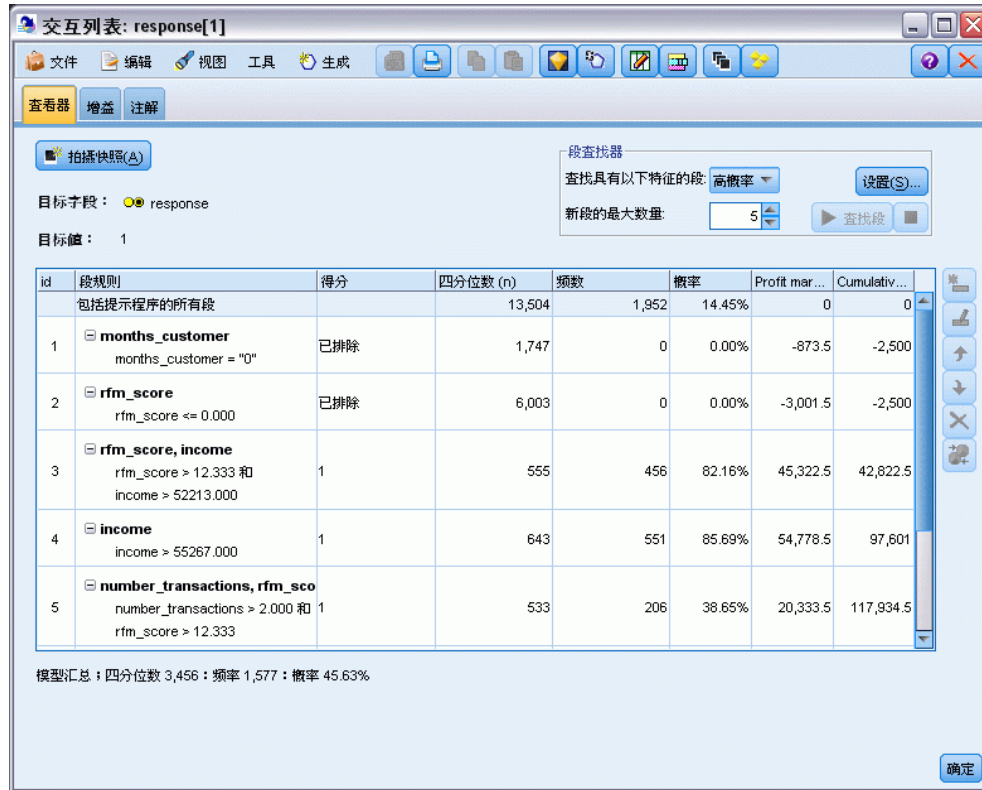 交互列表: response[1]
文件 编辑 视图 工具 生成
查看器 增益 注解
拍摄快照(A)
目标字段： response
目标值： 1
段查找器
查找具有以下特征的段: 高概率 设置(S)...
新段的最大数量: 5 查找段
id 段规则 得分 四分位数 (n) 频数 概率 Profit mar... Cumulativ...
包括提示程序的所有段 13,504 1,952 14.45% 0 0
1 months_customer 已排除 1,747 0 0.00% -873.5 -2,500
months_customer = "0"
2 rfm_score 已排除 6,003 0 0.00% -3,001.5 -2,500
rfm_score <= 0.000
rfm_score, income
3 rfm_score > 12.333 和 1 555 456 82.16% 45,322.5 42,822.5
income > 52213.000
4 income 1 643 551 85.69% 54,778.5 97,601
income > 55267.000
number_transactions, rfm_sco
5 number_transactions > 2.000 和 1 533 206 38.65% 20,333.5 117,934.5
rfm_score > 12.333
模型汇总；四分位数 3,456：频率 1,577：概率 45.63%
确定